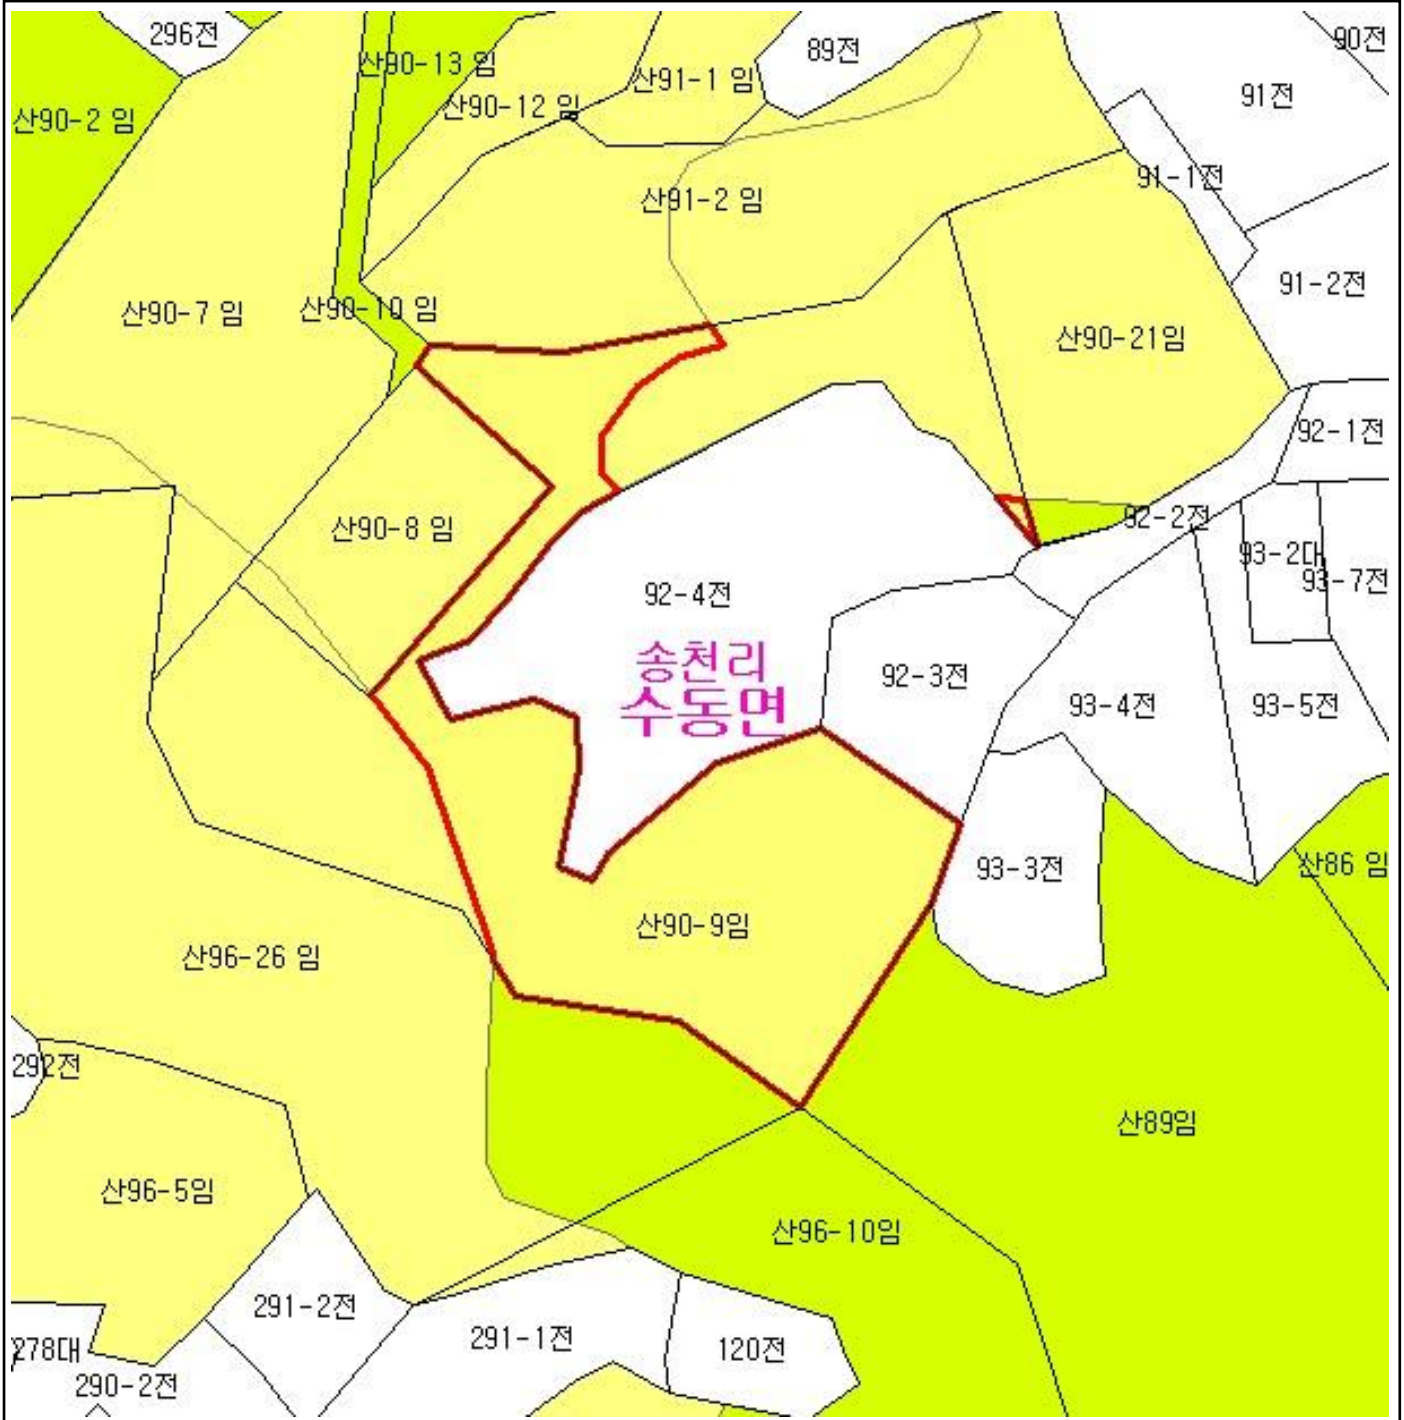 296전
89전
90전
산90-13 임
산91-1 임
91전
산90-12 임
산90-2 임
91-1전
산91-2 임
91-2전
산90-7 임
산90-10 임
산90-21임
92-1전
산90-8 임
92-2전
93-2대
93-7전
92-4전
송천리
수동면
92-3전
93-4전
93-5전
93-3전
산86 임
산90-9임
산96-26 임
292전
산89임
산96-5임
산96-10임
291-2전
291-1전
120전
278대
290-2전